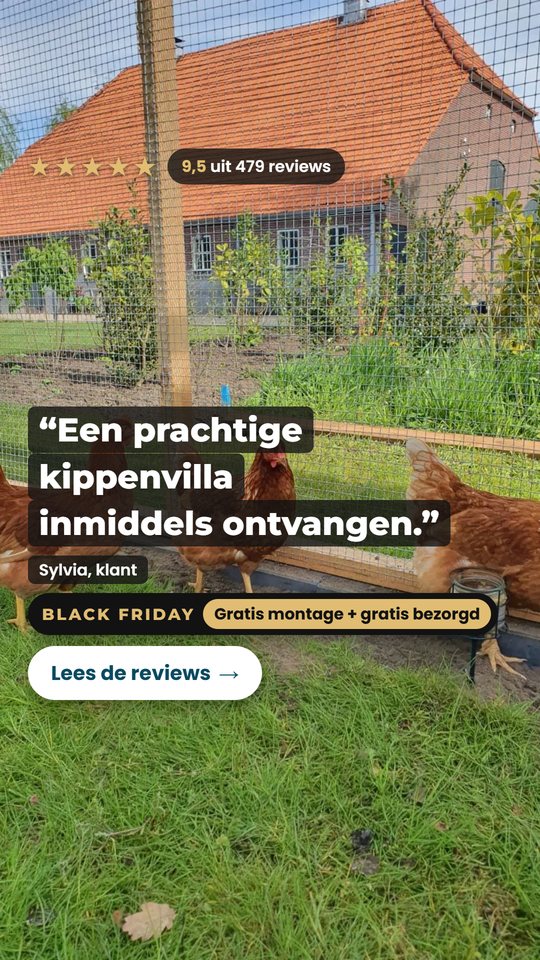 9,5 uit 479 reviews
“Een prachtige
kippenvilla
inmiddels ontvangen.”
Sylvia, klant
BLACK FRIDAY Gratis montage + gratis bezorgd
Lees de reviews →